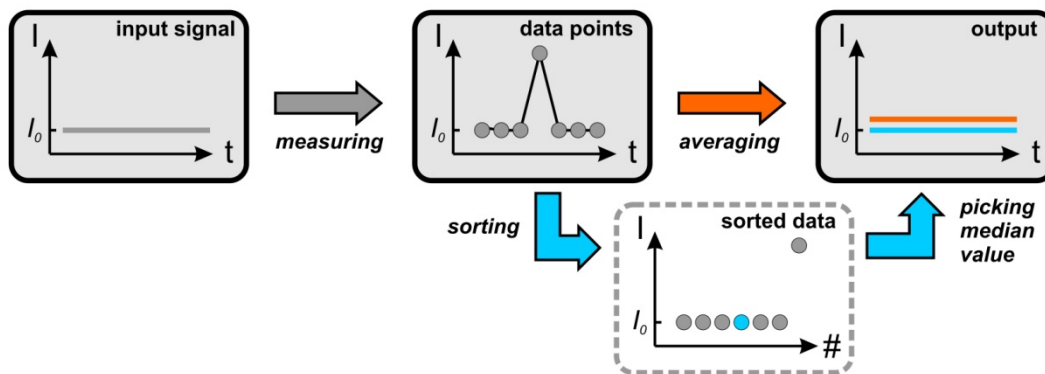 input signal
I
I₀
t
measuring
data points
I
I₀
t
averaging
output
I
I₀
t
sorting
sorted data
I
I₀
#
picking
median
value